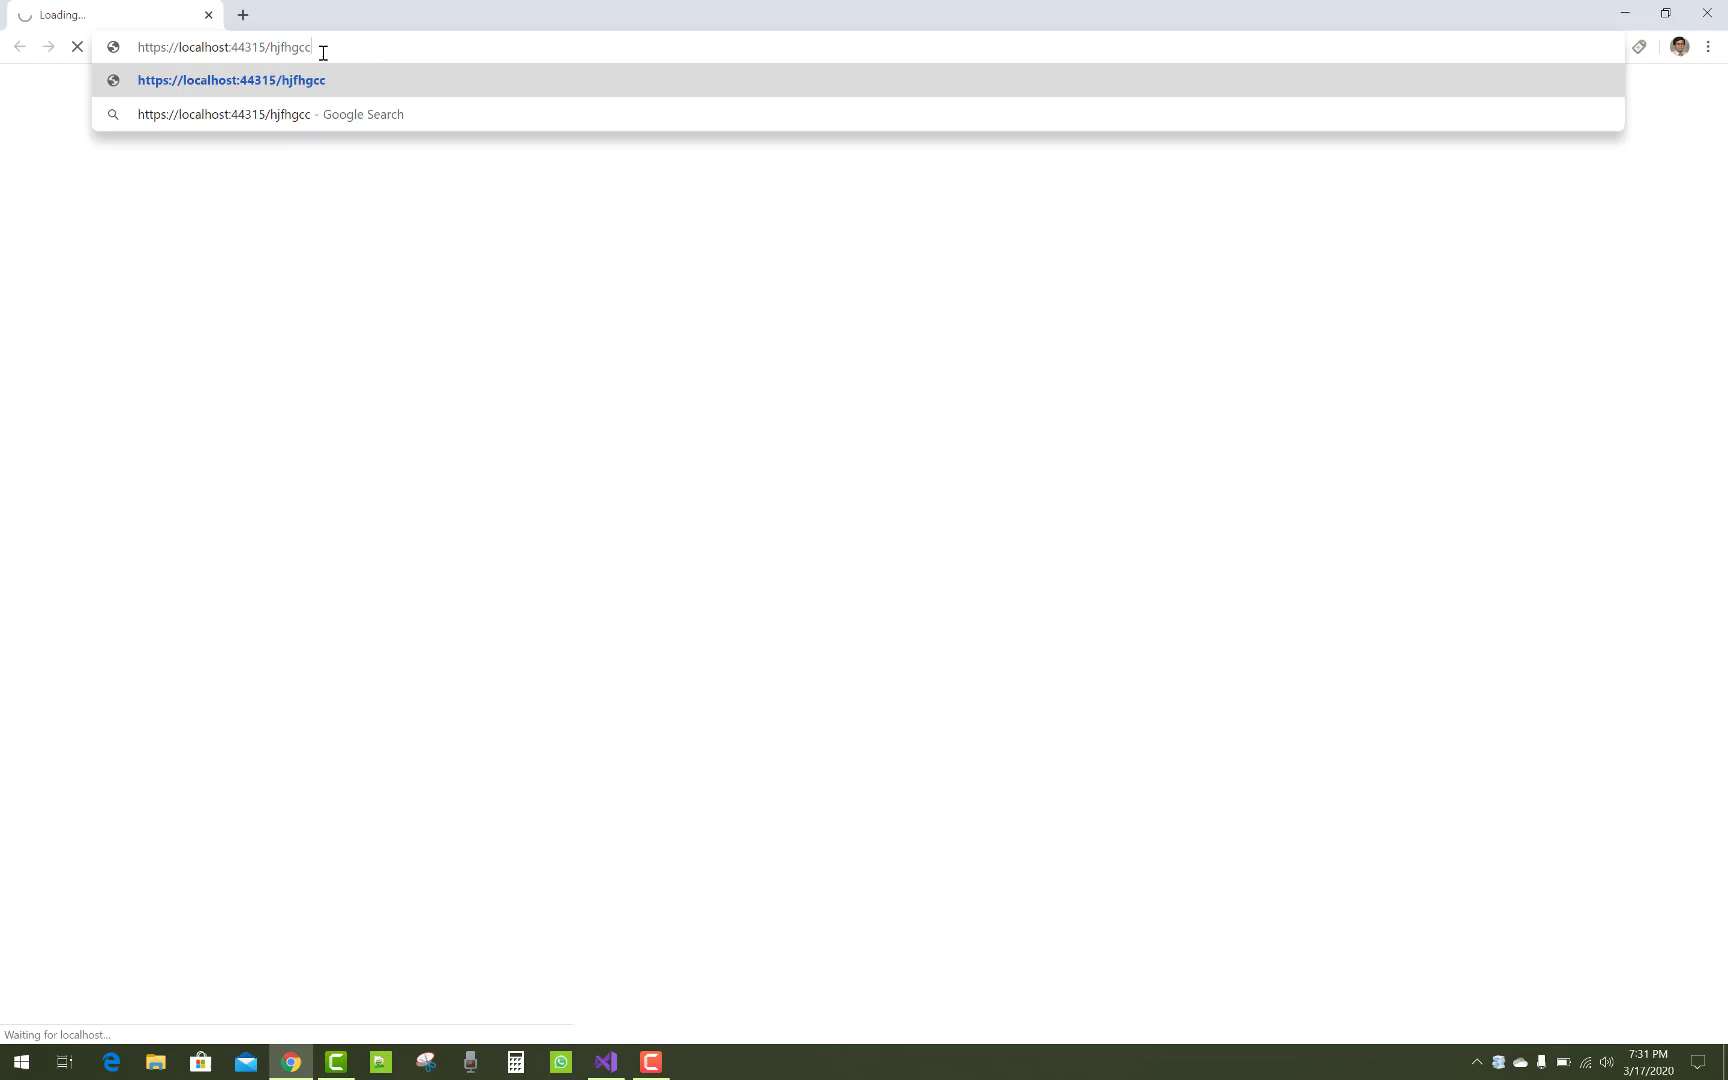 Loading...
https://localhost:44315/hjfhgcc
https://localhost:44315/hjfhgcc
https://localhost:44315/hjfhgcc - Google Search
Waiting for localhost...
7:31 PM
3/17/2020